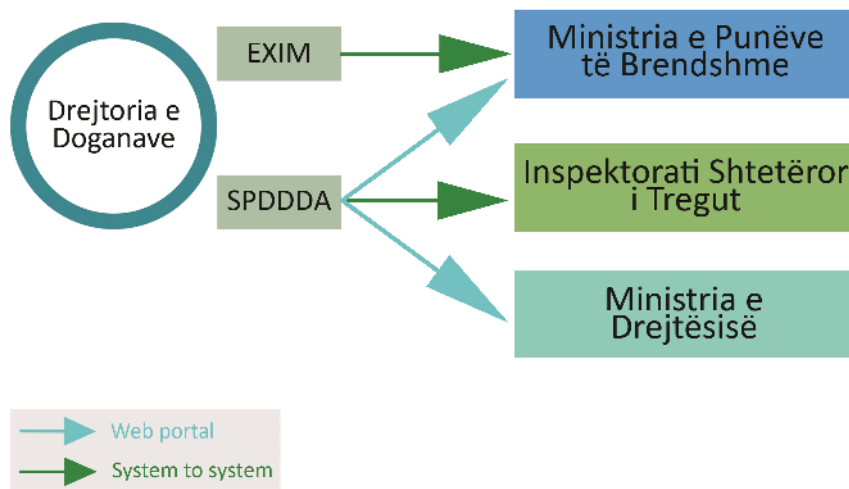 Drejtoria e
Doganave
EXIM
SPDDDA
Ministria e Punëve
të Brendshme
Inspektorati Shtetëror
i Tregut
Ministria e
Drejtësisë
Web portal
System to system